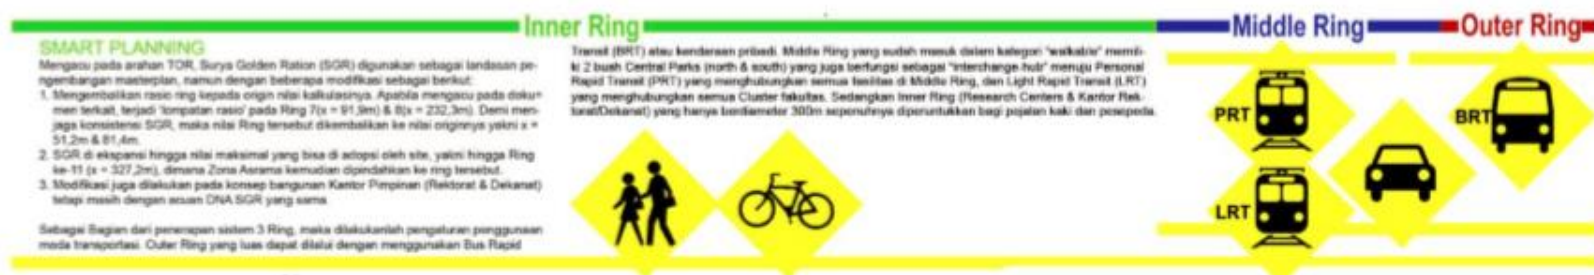 Inner Ring
Middle Ring
Outer Ring
SMART PLANNING
Mengacu pada arahan TOR, Surya Golden Ration (SGR) digunakan sebagai landasan pe-
ngembangan masterplan, namun dengan beberapa modifikasi sebagai berikut:
1. Mengembalikan rasio ring kepada origin nilai kalkulasinya. Apabila mengacu pada doku-
men terkait, terjadi 'lompatan rasio' pada Ring 7(x = 91,9m) & 8(x = 232,3m). Demi men-
jaga konsistensi SGR, maka nilai Ring tersebut dikembalikan ke nilai originnya yakni x =
51,2m & 81,4m.
2. SGR di ekspansi hingga nilai maksimal yang bisa di adopsi oleh site, yakni hingga Ring
ke-11 (x = 327,2m), dimana Zona Asrama kemudian dipindahkan ke ring tersebut.
3. Modifikasi juga dilakukan pada konsep bangunan Kantor Pimpinan (Rektorat & Dekanat)
tetapi masih dengan acuan DNA SGR yang sama.
Sebagai Bagian dari penerapan sistem 3 Ring, maka dilakukanlah pengaturan penggunaan
moda transportasi. Outer Ring yang luas dapat dilalui dengan menggunakan Bus Rapid
Transit (BRT) atau kendaraan pribadi. Middle Ring yang sudah masuk dalam kategori "walkable" memili-
ki 2 buah Central Parks (north & south) yang juga berfungsi sebagai "interchange-hub" menuju Personal
Rapid Transit (PRT) yang menghubungkan semua fasilitas di Middle Ring, dan Light Rapid Transit (LRT)
yang menghubungkan semua Cluster fakultas. Sedangkan Inner Ring (Research Centers & Kantor Rek-
torat/Dekanat) yang hanya berdiameter 300m sepenuhnya diperuntukkan bagi pejalan kaki dan pesepeda.
PRT
BRT
LRT